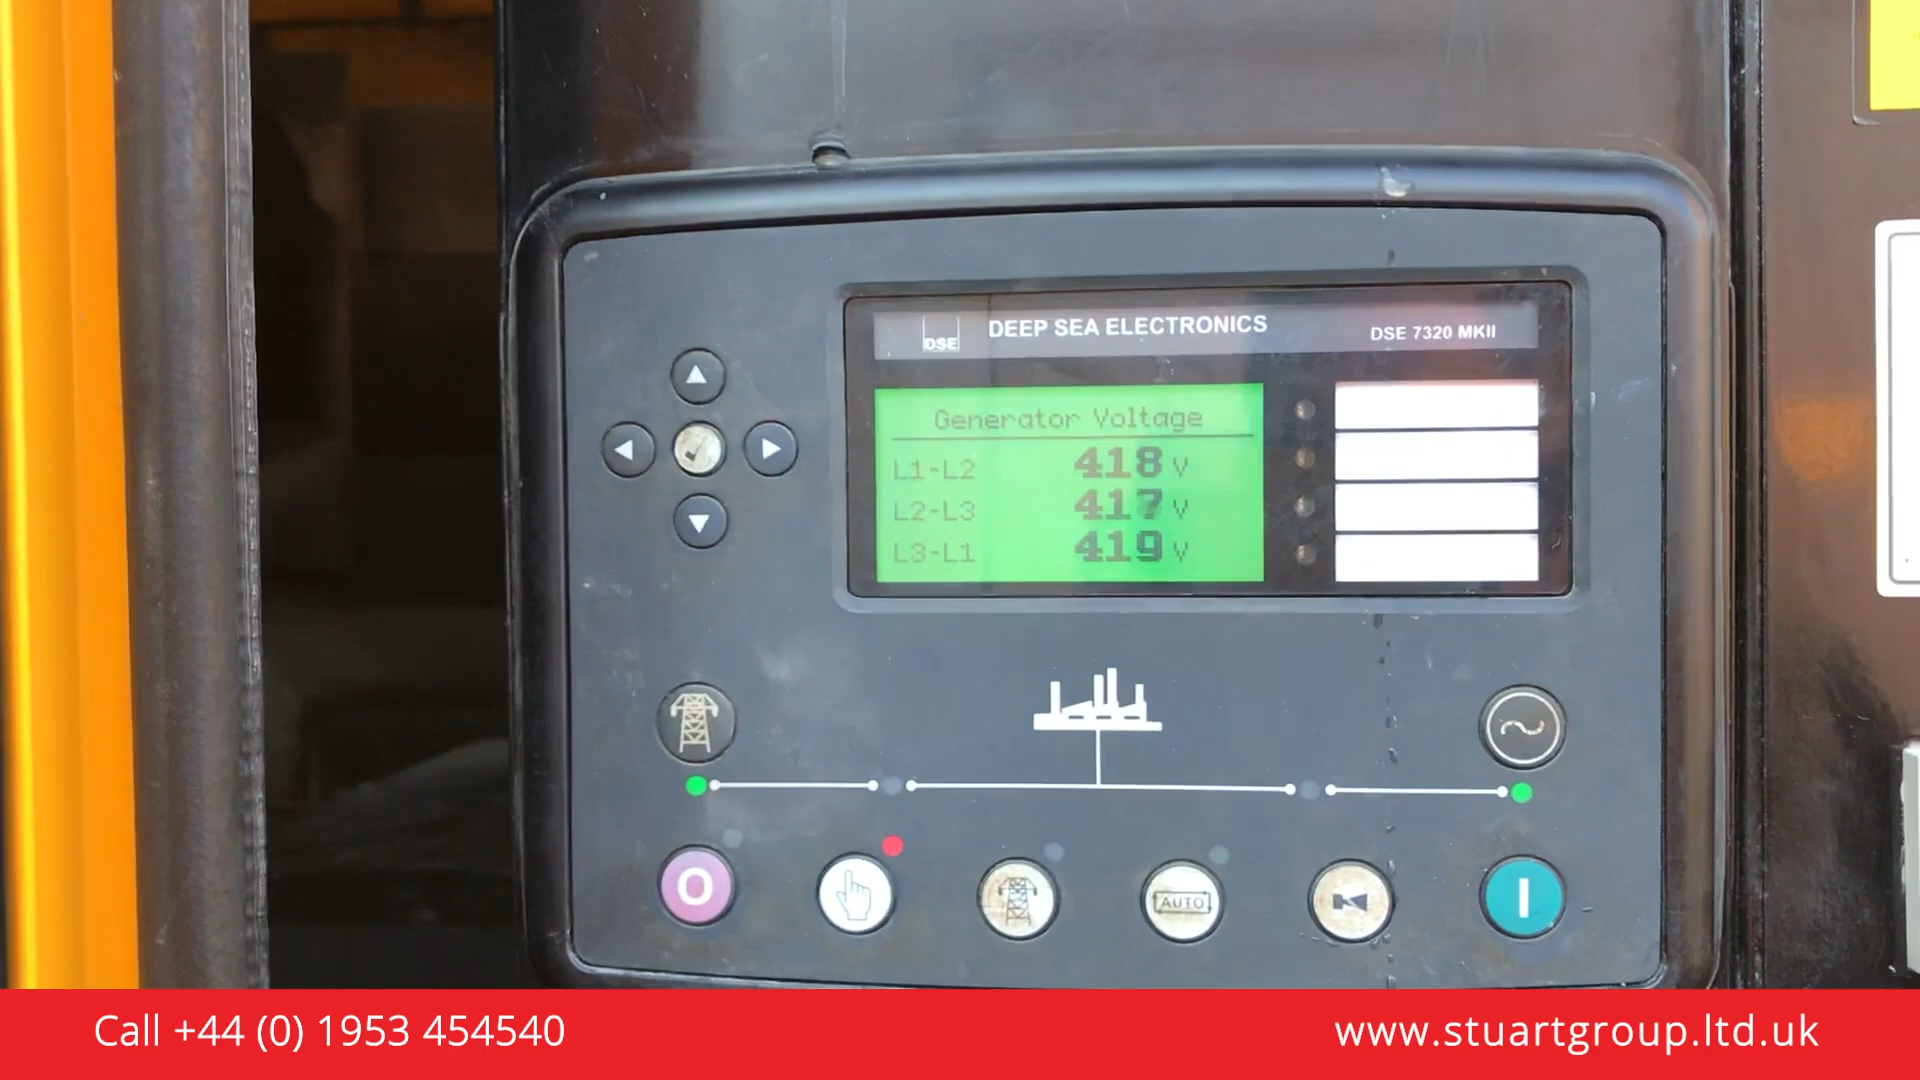 DSE
DEEP SEA ELECTRONICS
DSE 7320 MKII
Generator Voltage
L1-L2 418 V
L2-L3 417 V
L3-L1 419 V
O
AUTO
I
Call +44 (0) 1953 454540
www.stuartgroup.ltd.uk